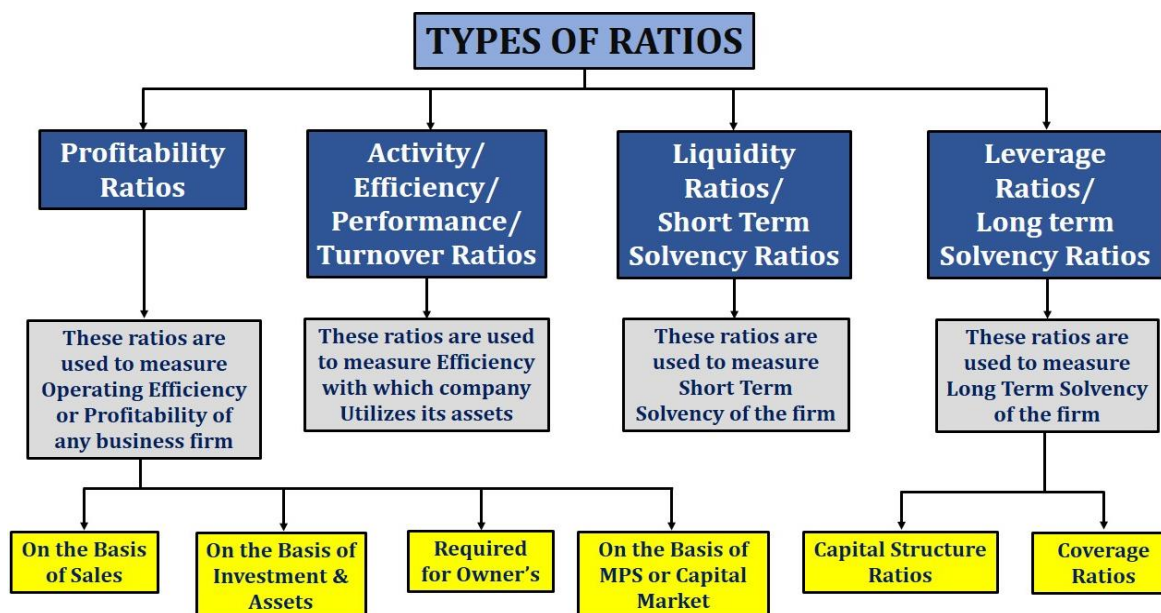 TYPES OF RATIOS
Profitability
Ratios
Activity/
Efficiency/
Performance/
Turnover Ratios
Liquidity
Ratios/
Short Term
Solvency Ratios
Leverage
Ratios/
Long term
Solvency Ratios
These ratios are
used to measure
Operating Efficiency
or Profitability of
any business firm
These ratios are used
to measure Efficiency
with which company
Utilizes its assets
These ratios are
used to measure
Short Term
Solvency of the firm
These ratios are
used to measure
Long Term Solvency
of the firm
On the Basis
of Sales
On the Basis of
Investment &
Assets
Required
for Owner’s
On the Basis of
MPS or Capital
Market
Capital Structure
Ratios
Coverage
Ratios